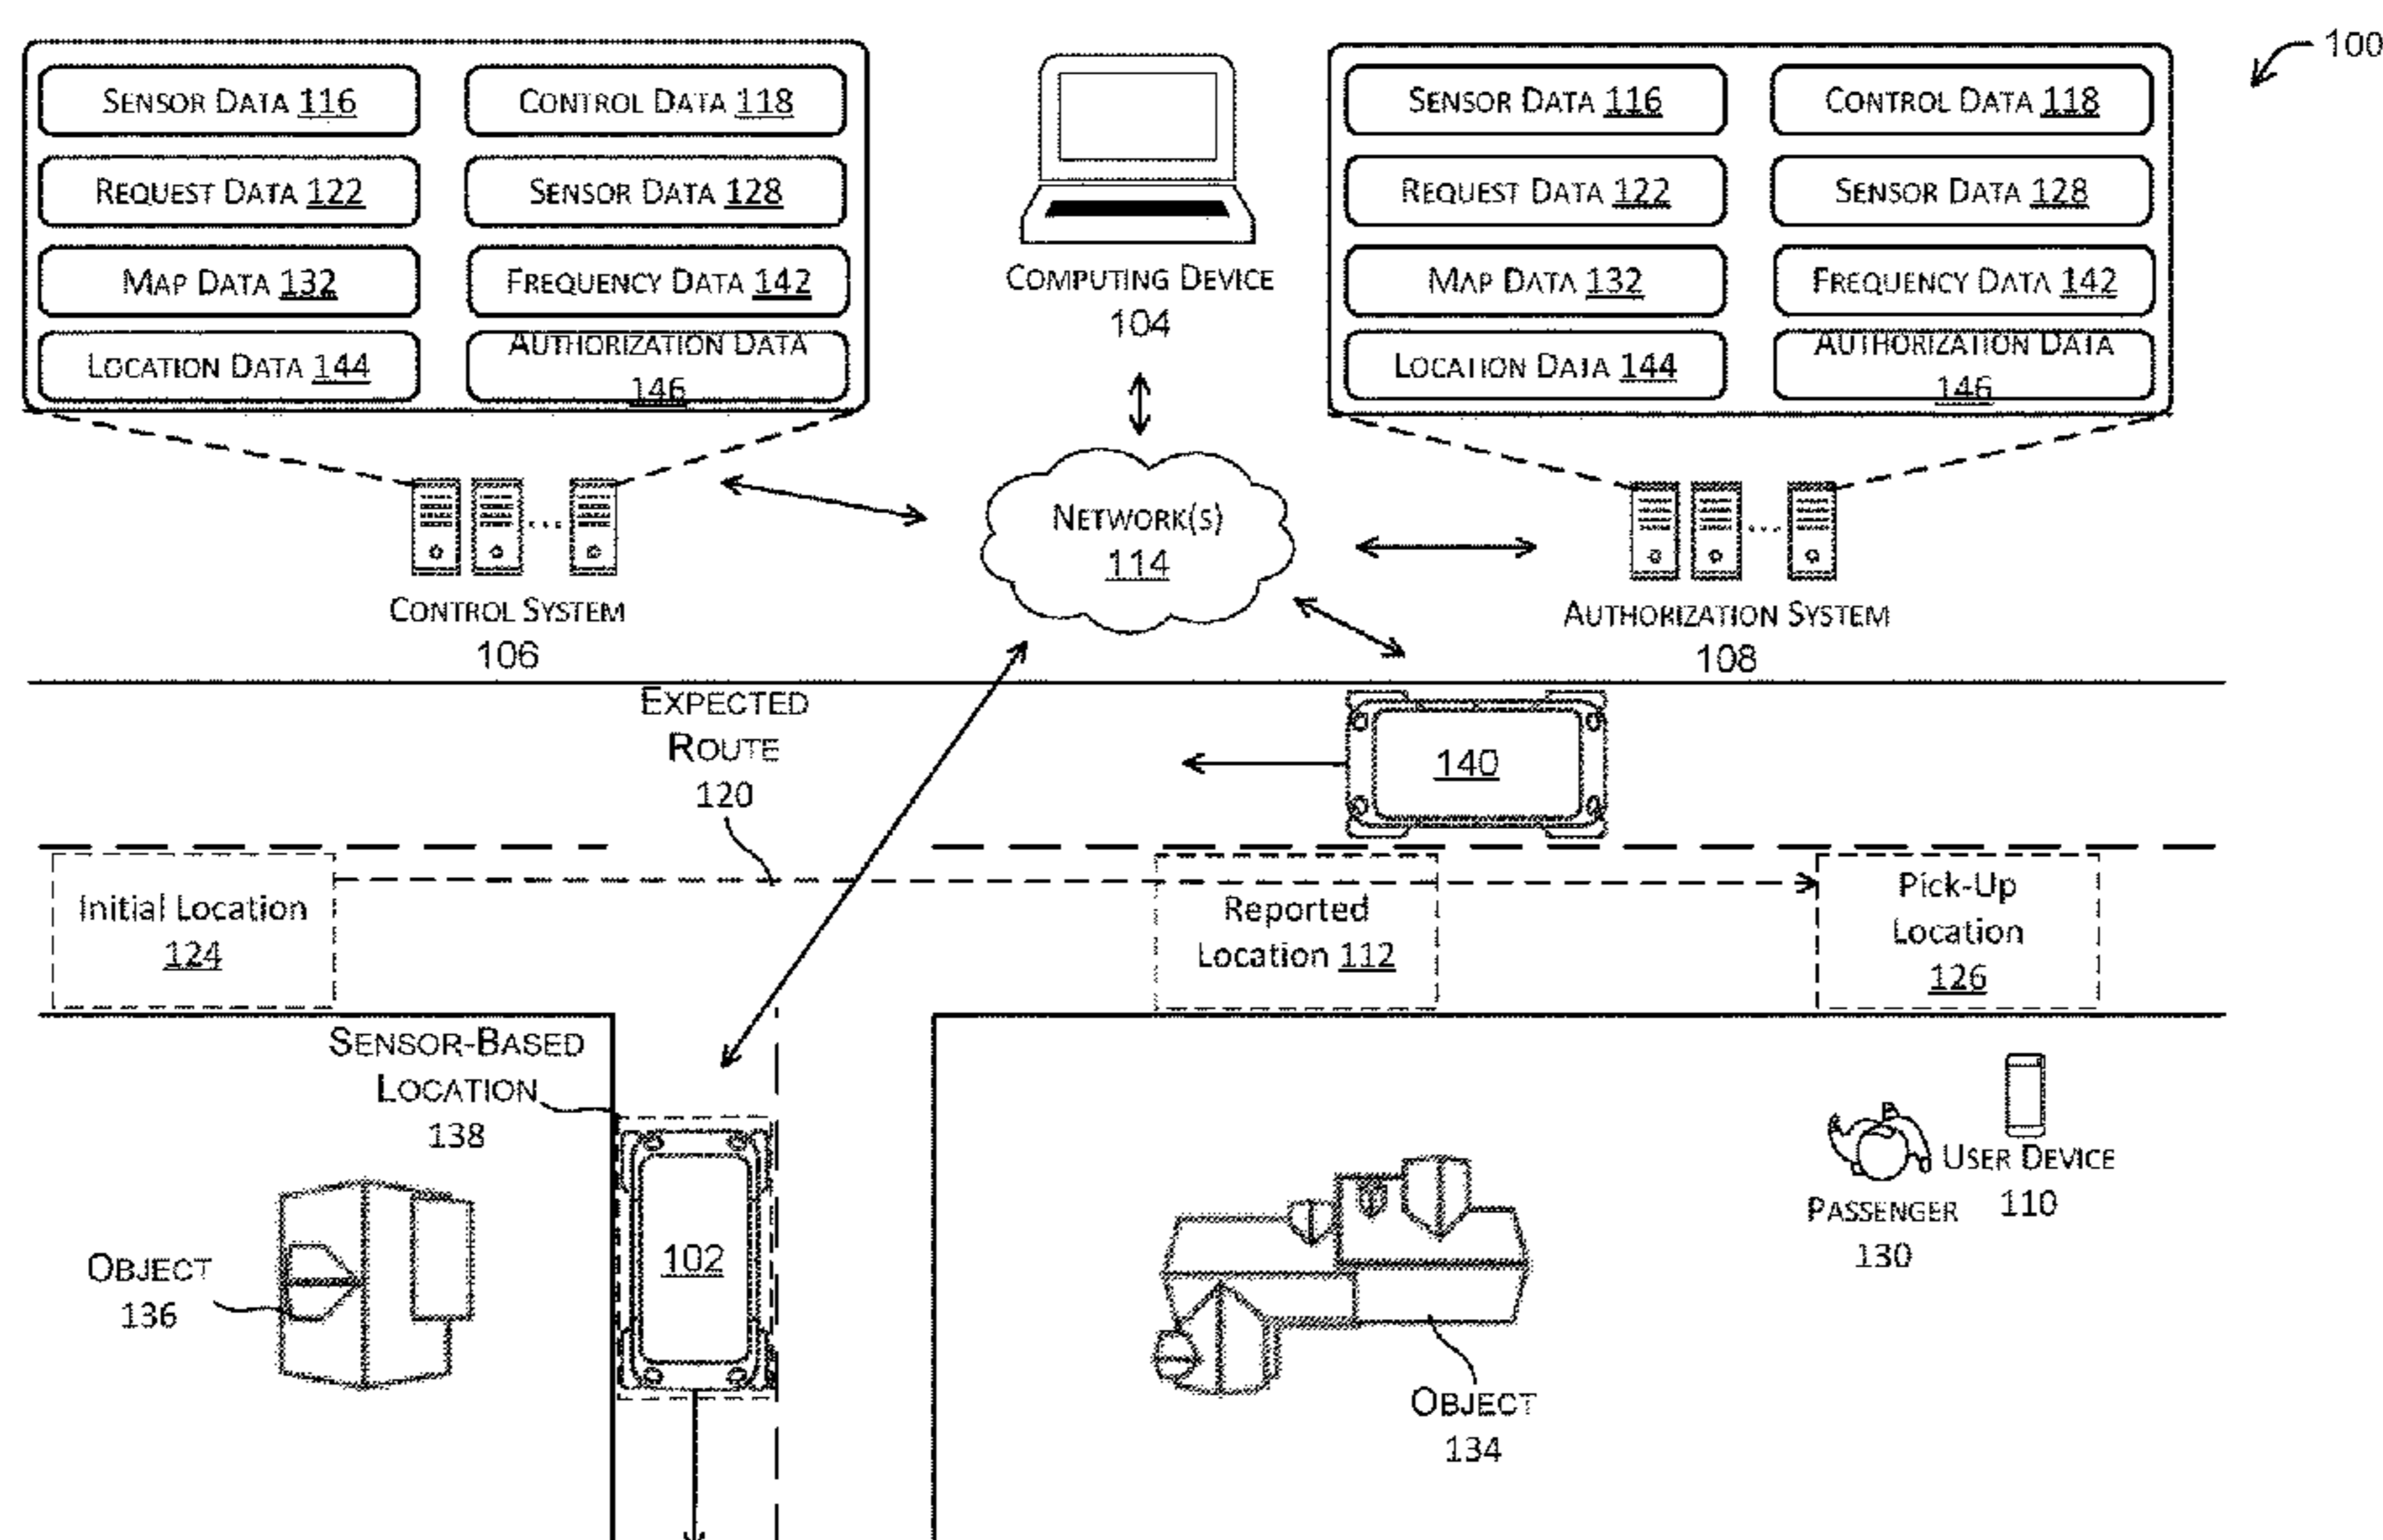 100
SENSOR DATA 116
CONTROL DATA 118
REQUEST DATA 122
SENSOR DATA 128
MAP DATA 132
FREQUENCY DATA 142
LOCATION DATA 144
AUTHORIZATION DATA
146
COMPUTING DEVICE
104
SENSOR DATA 116
CONTROL DATA 118
REQUEST DATA 122
SENSOR DATA 128
MAP DATA 132
FREQUENCY DATA 142
LOCATION DATA 144
AUTHORIZATION DATA
146
CONTROL SYSTEM
106
NETWORK(S)
114
AUTHORIZATION SYSTEM
108
EXPECTED
ROUTE
120
140
Initial Location
124
Reported
Location 112
Pick-Up
Location
126
SENSOR-BASED
LOCATION
138
102
OBJECT
136
OBJECT
134
PASSENGER
130
USER DEVICE
110